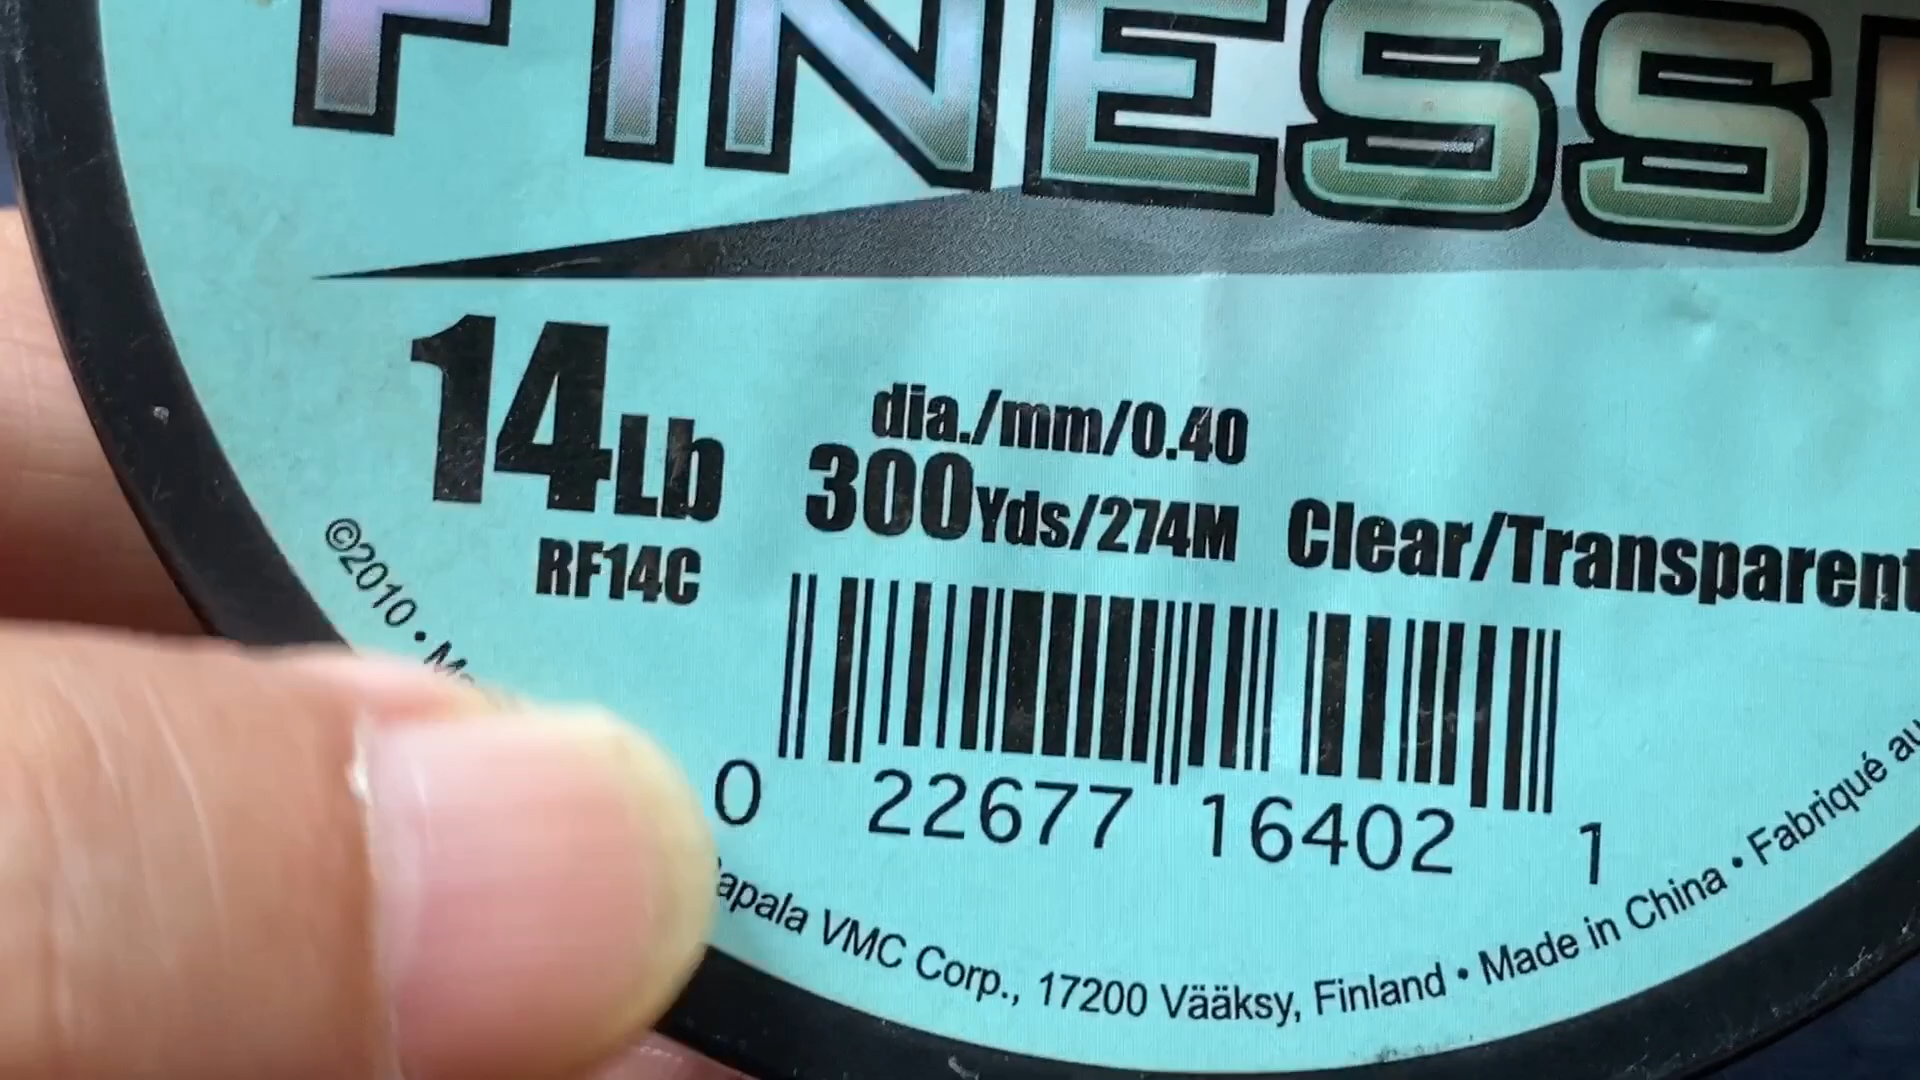 FINESSE
14Lb
RF14C
dia./mm/0.40
300Yds/274M
Clear/Transparent
0 22677 16402 1
©2010 •
apala VMC Corp., 17200 Vääksy, Finland • Made in China • Fabriqué au